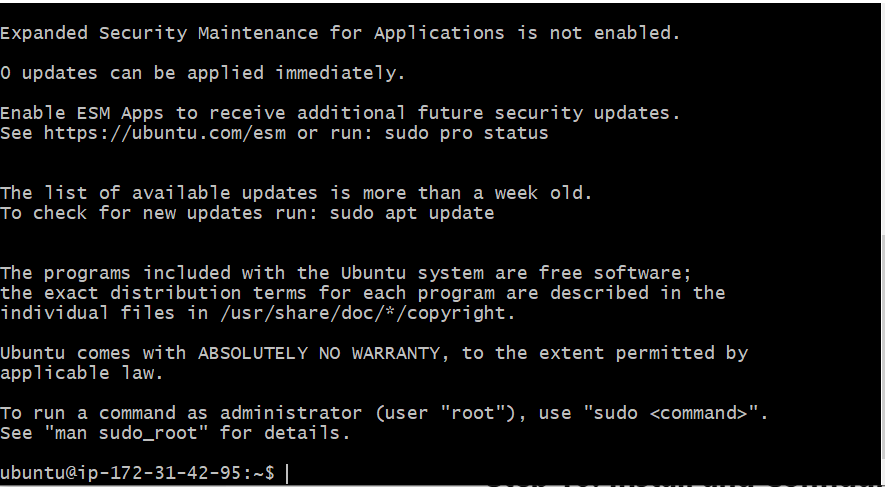 Expanded Security Maintenance for Applications is not enabled.
0 updates can be applied immediately.
Enable ESM Apps to receive additional future security updates.
See https://ubuntu.com/esm or run: sudo pro status
The list of available updates is more than a week old.
To check for new updates run: sudo apt update
The programs included with the Ubuntu system are free software;
the exact distribution terms for each program are described in the
individual files in /usr/share/doc/*/copyright.
Ubuntu comes with ABSOLUTELY NO WARRANTY, to the extent permitted by
applicable law.
To run a command as administrator (user "root"), use "sudo <command>".
See "man sudo_root" for details.
ubuntu@ip-172-31-42-95:~$